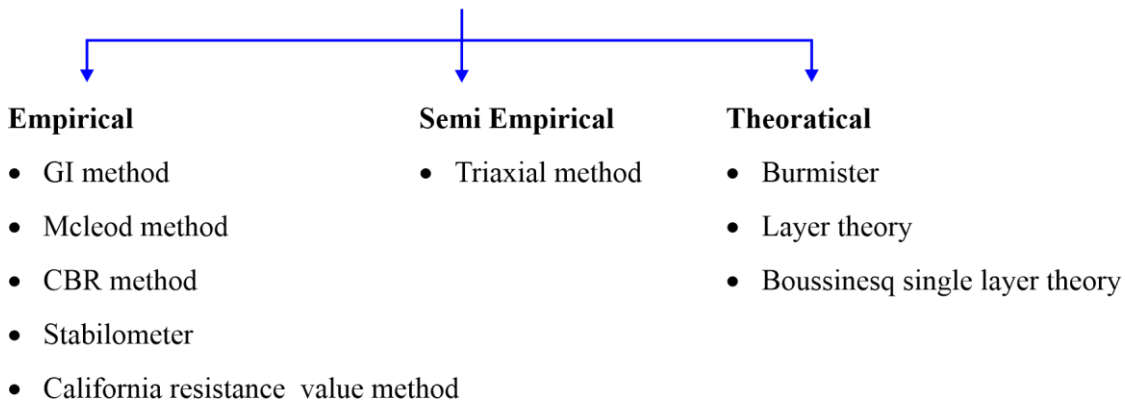 Empirical
• GI method
• Mcleod method
• CBR method
• Stabilometer
• California resistance value method
Semi Empirical
• Triaxial method
Theoratical
• Burmister
• Layer theory
• Boussinesq single layer theory